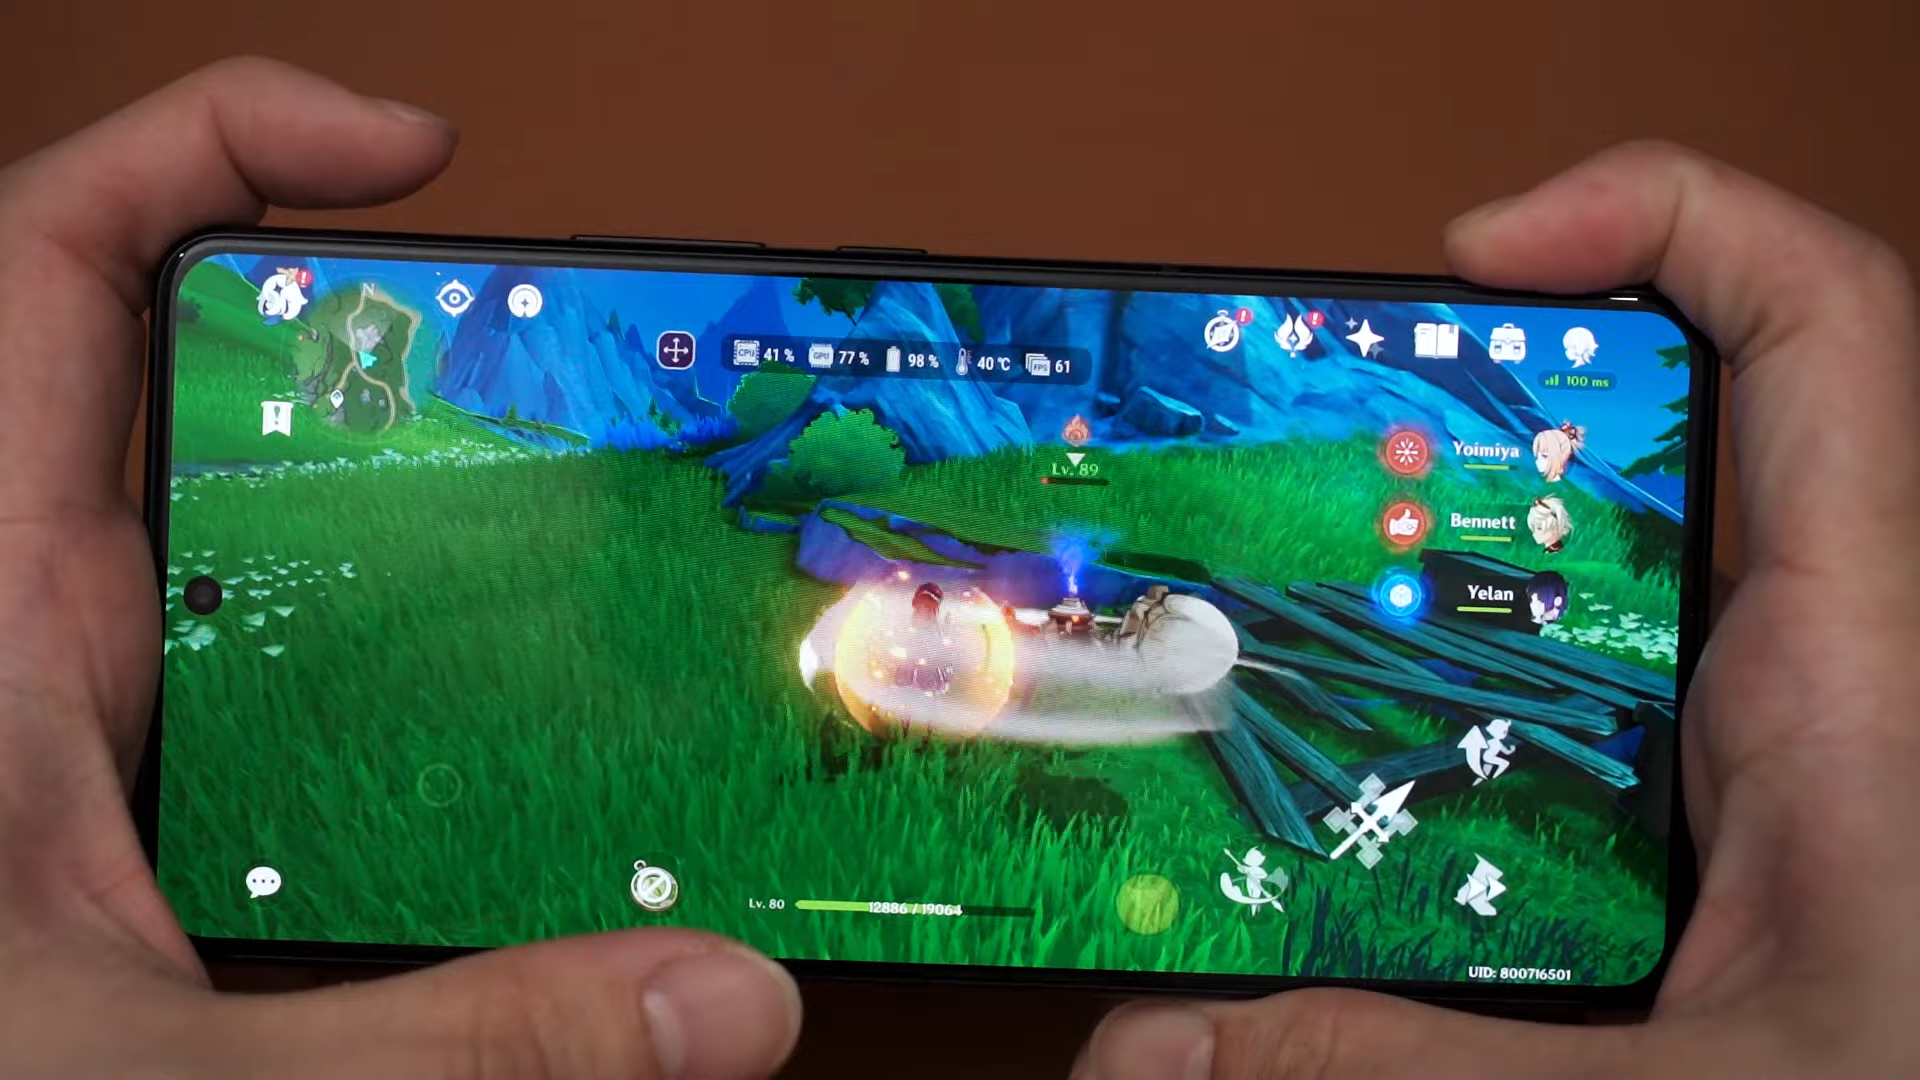 N
CPU 41 % GPU 77 % 98 % 40 °C FPS 61
100 ms
Lv. 89
Yoimiya
Bennett
Yelan
Lv. 80 12886 / 19064
UID: 800716501